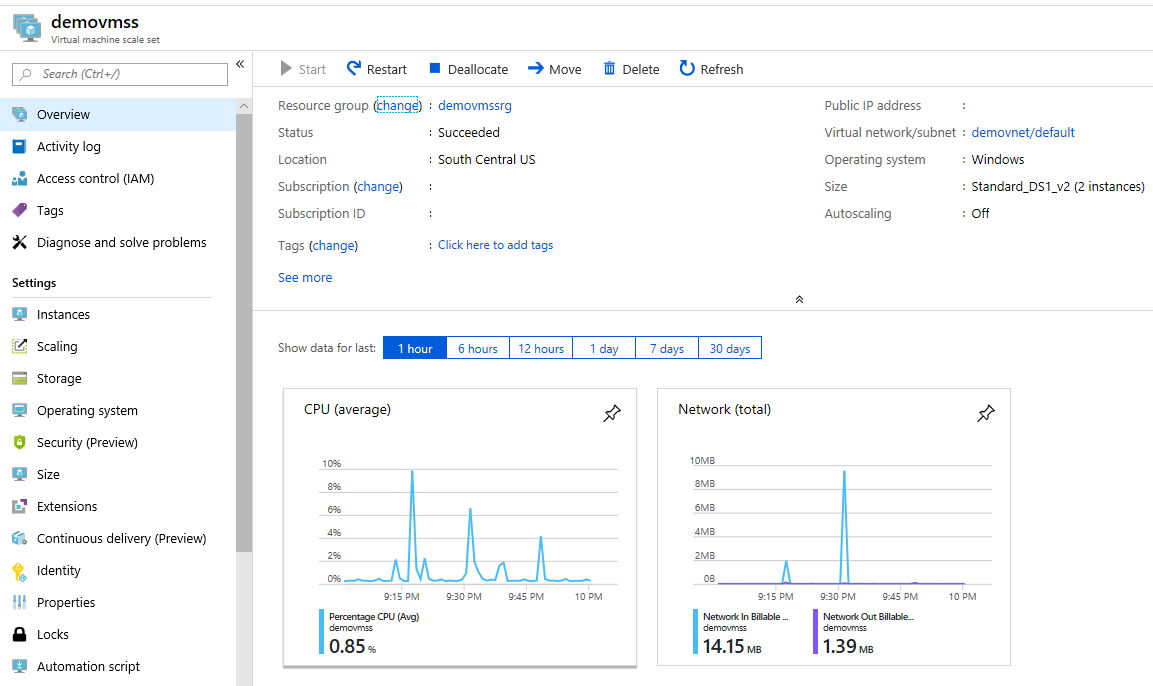 demovmss
Virtual machine scale set
Search (Ctrl+/)
«
Overview
Activity log
Access control (IAM)
Tags
Diagnose and solve problems
Settings
Instances
Scaling
Storage
Operating system
Security (Preview)
Size
Extensions
Continuous delivery (Preview)
Identity
Properties
Locks
Automation script
Start Restart Deallocate Move Delete Refresh
Resource group (change) : demovmssrg
Status : Succeeded
Location : South Central US
Subscription (change) :
Subscription ID :
Tags (change) : Click here to add tags
See more
Public IP address :
Virtual network/subnet : demovnet/default
Operating system : Windows
Size : Standard_DS1_v2 (2 instances)
Autoscaling : Off
Show data for last: 1 hour 6 hours 12 hours 1 day 7 days 30 days
CPU (average)
10%
8%
6%
4%
2%
0%
9:15 PM 9:30 PM 9:45 PM 10 PM
Percentage CPU (Avg)
demovmss
0.85 %
Network (total)
10MB
8MB
6MB
4MB
2MB
0B
9:15 PM 9:30 PM 9:45 PM 10 PM
Network In Billable ...
demovmss
14.15 MB
Network Out Billable...
demovmss
1.39 MB